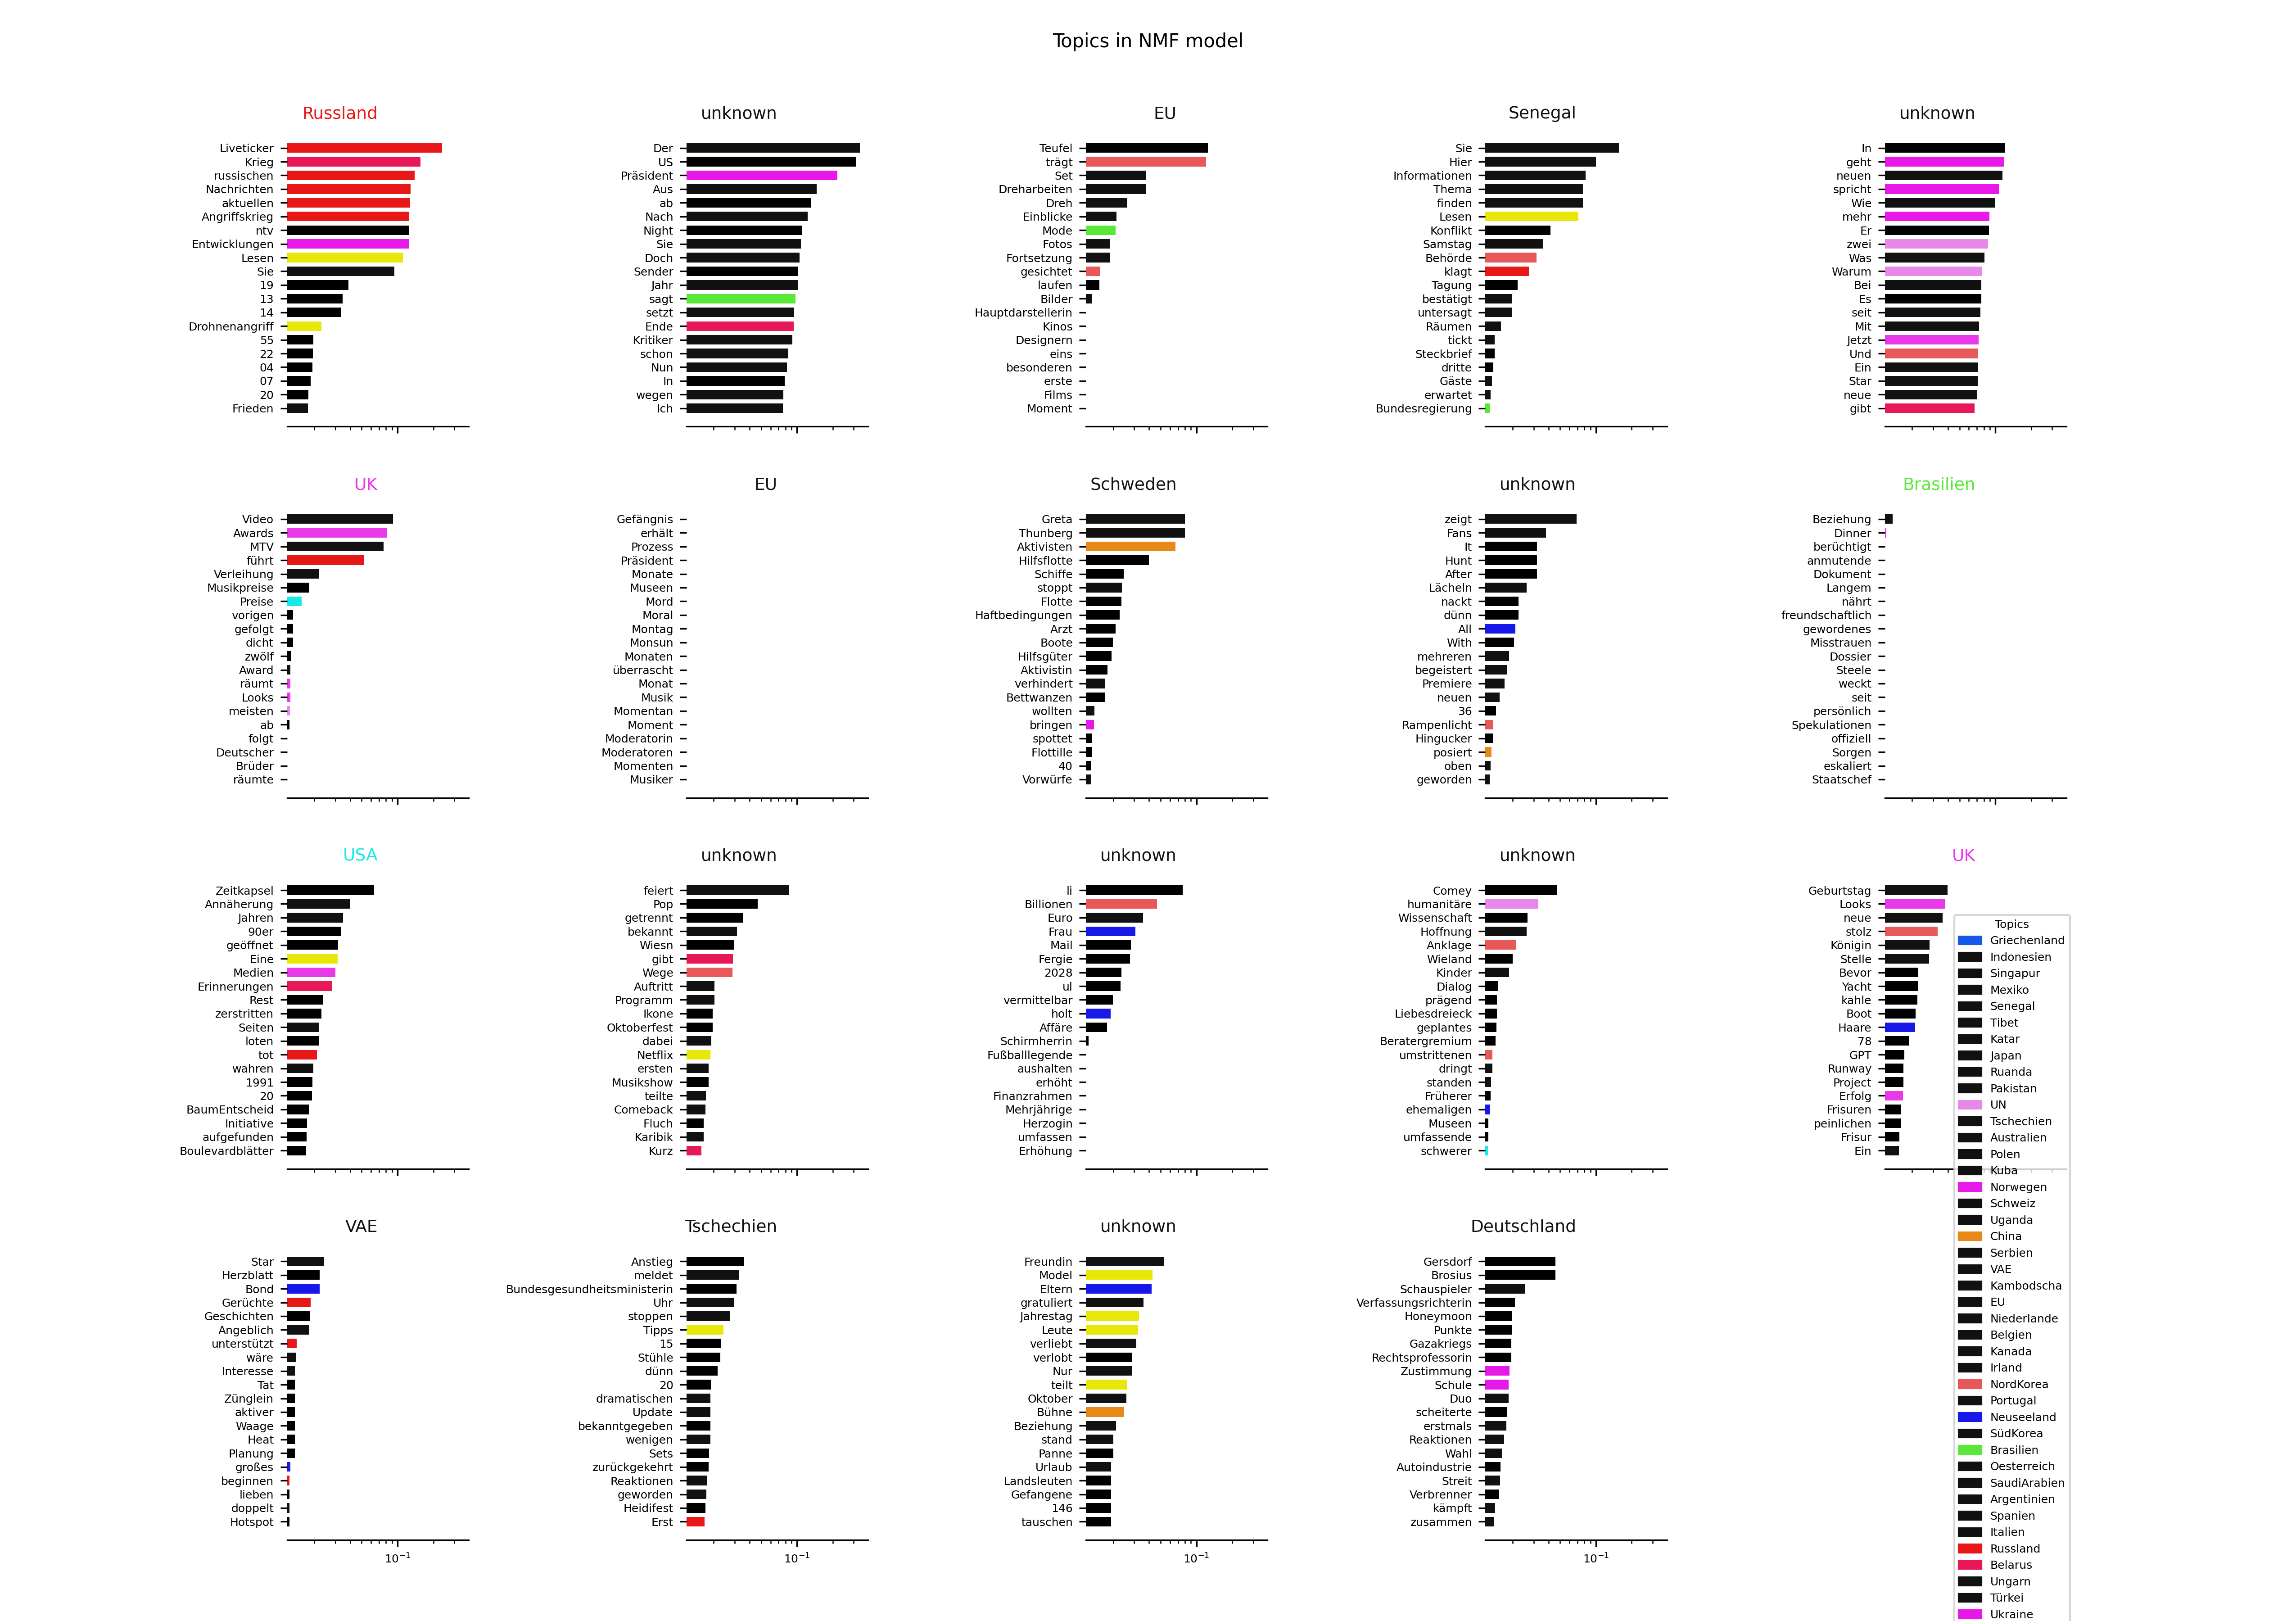 Topics in NMF model
Russland
Liveticker
Krieg
russischen
Nachrichten
aktuellen
Angriffskrieg
ntv
Entwicklungen
Lesen
Sie
19
13
14
Drohnenangriff
55
22
04
07
20
Frieden
unknown
Der
US
Präsident
Aus
ab
Nach
Night
Sie
Doch
Sender
Jahr
sagt
setzt
Ende
Kritiker
schon
Nun
In
wegen
Ich
EU
Teufel
trägt
Set
Dreharbeiten
Dreh
Einblicke
Mode
Fotos
Fortsetzung
gesichtet
laufen
Bilder
Hauptdarstellerin
Kinos
Designern
eins
besonderen
erste
Films
Moment
Senegal
Sie
Hier
Informationen
Thema
finden
Lesen
Konflikt
Samstag
Behörde
klagt
Tagung
bestätigt
untersagt
Räumen
tickt
Steckbrief
dritte
Gäste
erwartet
Bundesregierung
unknown
In
geht
neuen
spricht
Wie
mehr
Er
zwei
Was
Warum
Bei
Es
seit
Mit
Jetzt
Und
Ein
Star
neue
gibt
UK
Video
Awards
MTV
führt
Verleihung
Musikpreise
Preise
vorigen
gefolgt
dicht
zwölf
Award
räumt
Looks
meisten
ab
folgt
Deutscher
Brüder
räumte
EU
Gefängnis
erhält
Prozess
Präsident
Monate
Museen
Mord
Moral
Montag
Monsun
Monaten
überrascht
Monat
Musik
Momentan
Moment
Moderatorin
Moderatoren
Momenten
Musiker
Schweden
Greta
Thunberg
Aktivisten
Hilfsflotte
Schiffe
stoppt
Flotte
Haftbedingungen
Arzt
Boote
Hilfsgüter
Aktivistin
verhindert
Bettwanzen
wollten
bringen
spottet
Flottille
40
Vorwürfe
unknown
zeigt
Fans
It
Hunt
After
Lächeln
nackt
dünn
All
With
mehreren
begeistert
Premiere
neuen
36
Rampenlicht
Hingucker
posiert
oben
geworden
Brasilien
Beziehung
Dinner
berüchtigt
anmutende
Dokument
Langem
nährt
freundschaftlich
gewordenes
Misstrauen
Dossier
Steele
weckt
seit
persönlich
Spekulationen
offiziell
Sorgen
eskaliert
Staatschef
USA
Zeitkapsel
Annäherung
Jahren
90er
geöffnet
Eine
Medien
Erinnerungen
Rest
zerstritten
Seiten
loten
tot
wahren
1991
20
BaumEntscheid
Initiative
aufgefunden
Boulevardblätter
unknown
feiert
Pop
getrennt
bekannt
Wiesn
gibt
Wege
Auftritt
Programm
Ikone
Oktoberfest
dabei
Netflix
ersten
Musikshow
teilte
Comeback
Fluch
Karibik
Kurz
unknown
li
Billionen
Euro
Frau
Mail
Fergie
2028
ul
vermittelbar
holt
Affäre
Schirmherrin
Fußballlegende
aushalten
erhöht
Finanzrahmen
Mehrjährige
Herzogin
umfassen
Erhöhung
unknown
Comey
humanitäre
Wissenschaft
Hoffnung
Anklage
Wieland
Kinder
Dialog
prägend
Liebesdreieck
geplantes
Beratergremium
umstrittenen
dringt
standen
Früherer
ehemaligen
Museen
umfassende
schwerer
UK
Geburtstag
Looks
neue
stolz
Königin
Stelle
Bevor
Yacht
kahle
Boot
Haare
78
GPT
Runway
Project
Erfolg
Frisuren
peinlichen
Frisur
Ein
VAE
Star
Herzblatt
Bond
Gerüchte
Geschichten
Angeblich
unterstützt
wäre
Interesse
Tat
Zünglein
aktiver
Waage
Heat
Planung
großes
beginnen
lieben
doppelt
Hotspot
10⁻¹
Tschechien
Anstieg
meldet
Bundesgesundheitsministerin
Uhr
stoppen
Tipps
15
Stühle
dünn
20
dramatischen
Update
bekanntgegeben
wenigen
Sets
zurückgekehrt
Reaktionen
geworden
Heidifest
Erst
10⁻¹
unknown
Freundin
Model
Eltern
gratuliert
Jahrestag
Leute
verliebt
verlobt
Nur
teilt
Oktober
Bühne
Beziehung
stand
Panne
Urlaub
Landsleuten
Gefangene
146
tauschen
10⁻¹
Deutschland
Gersdorf
Brosius
Schauspieler
Verfassungsrichterin
Honeymoon
Punkte
Gazakriegs
Rechtsprofessorin
Zustimmung
Schule
Duo
scheiterte
erstmals
Reaktionen
Wahl
Autoindustrie
Streit
Verbrenner
kämpft
zusammen
10⁻¹
Topics
Griechenland
Indonesien
Singapur
Mexiko
Senegal
Tibet
Katar
Japan
Ruanda
Pakistan
UN
Tschechien
Australien
Polen
Kuba
Norwegen
Schweiz
Uganda
China
Serbien
VAE
Kambodscha
EU
Niederlande
Belgien
Kanada
Irland
NordKorea
Portugal
Neuseeland
SüdKorea
Brasilien
Oesterreich
SaudiArabien
Argentinien
Spanien
Italien
Russland
Belarus
Ungarn
Türkei
Ukraine